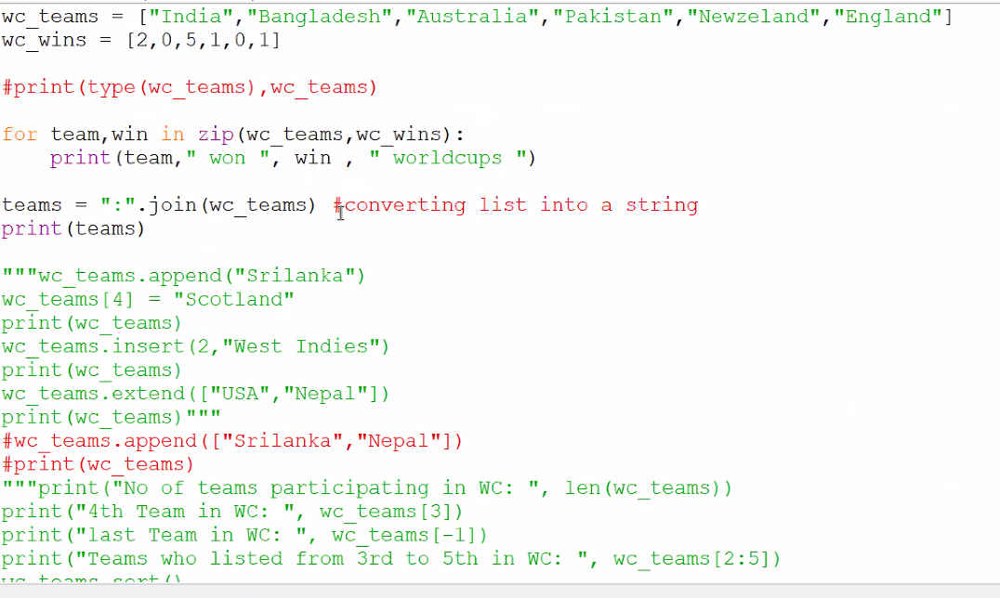 wc_teams = ["India","Bangladesh","Australia","Pakistan","Newzeland","England"]
wc_wins = [2,0,5,1,0,1]
#print(type(wc_teams),wc_teams)
for team,win in zip(wc_teams,wc_wins):
    print(team," won ", win , " worldcups ")
teams = ":".join(wc_teams) #converting list into a string
print(teams)
"""wc_teams.append("Srilanka")
wc_teams[4] = "Scotland"
print(wc_teams)
wc_teams.insert(2,"West Indies")
print(wc_teams)
wc_teams.extend(["USA","Nepal"])
print(wc_teams)"""
#wc_teams.append(["Srilanka","Nepal"])
#print(wc_teams)
"""print("No of teams participating in WC: ", len(wc_teams))
print("4th Team in WC: ", wc_teams[3])
print("last Team in WC: ", wc_teams[-1])
print("Teams who listed from 3rd to 5th in WC: ", wc_teams[2:5])
wc_teams.sort()